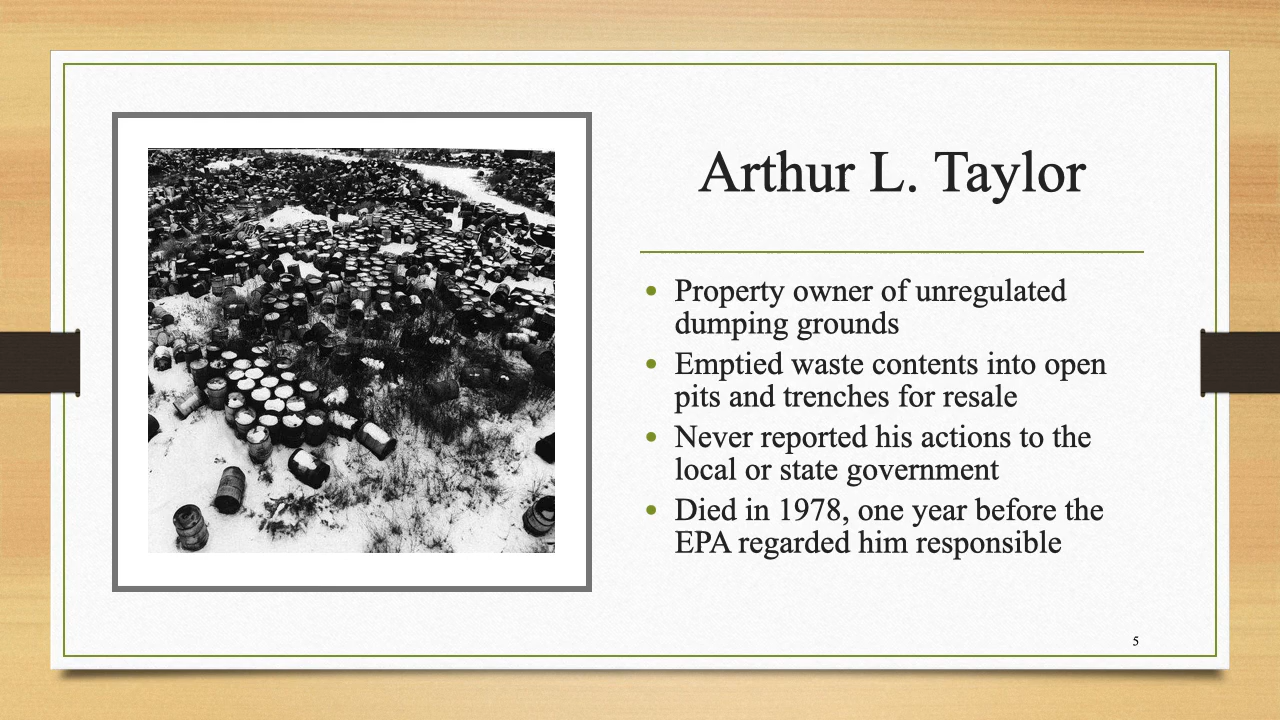 Arthur L. Taylor
• Property owner of unregulated
dumping grounds
• Emptied waste contents into open
pits and trenches for resale
• Never reported his actions to the
local or state government
• Died in 1978, one year before the
EPA regarded him responsible
5